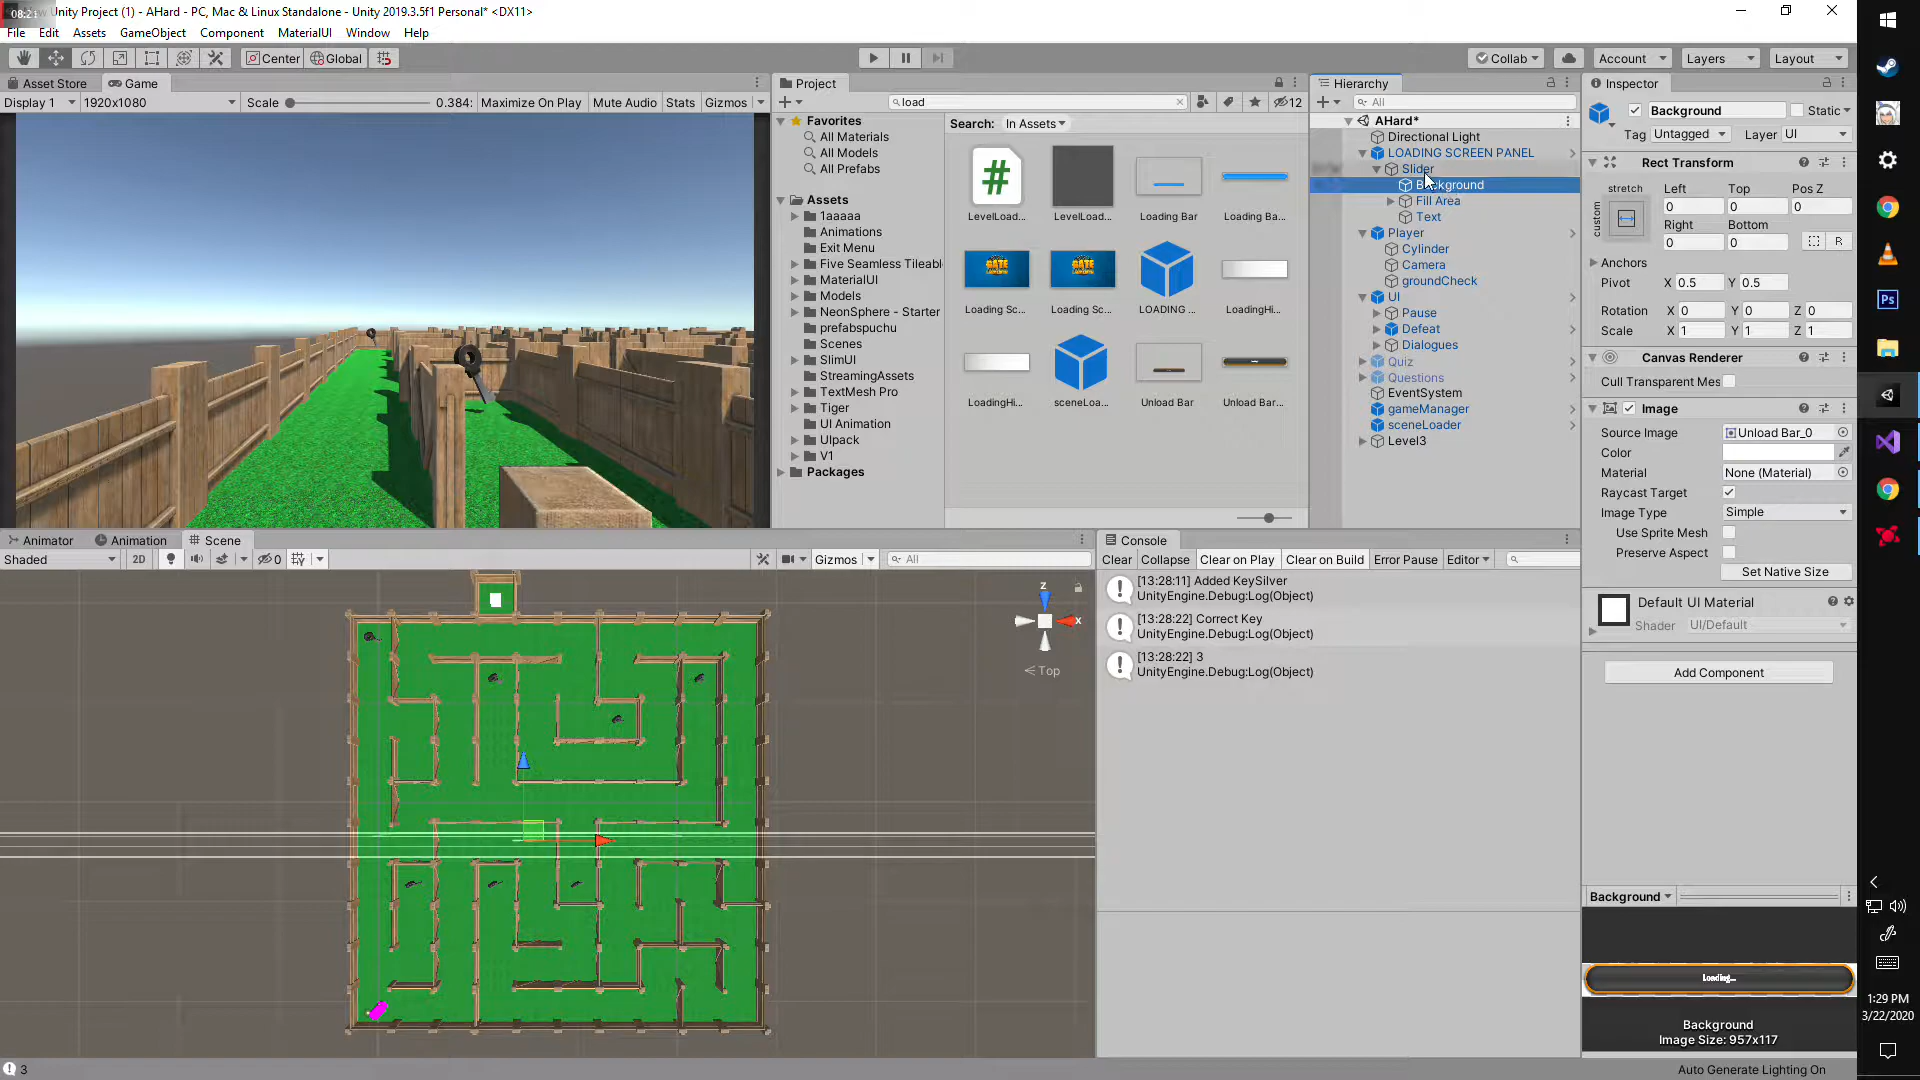 08:2
Unity Project (1) - AHard - PC, Mac & Linux Standalone - Unity 2019.3.5f1 Personal* <DX11>
File Edit Assets GameObject Component MaterialUI Window Help
Center Global
Collab Account Layers Layout
Asset Store Game
Display 1 1920x1080 Scale 0.384: Maximize On Play Mute Audio Stats Gizmos
Project
load
12
Favorites
All Materials
All Models
All Prefabs
Assets
1aaaaa
Animations
Exit Menu
Five Seamless Tileabl
MaterialUI
Models
NeonSphere - Starter
prefabspuchu
Scenes
SlimUI
StreamingAssets
TextMesh Pro
Tiger
UI Animation
UIpack
V1
Packages
Search: In Assets
#
LevelLoad... LevelLoad... Loading Bar Loading Ba...
Loading Sc... Loading Sc... LOADING ... LoadingHi...
LoadingHi... sceneLoa... Unload Bar Unload Bar...
Hierarchy
All
AHard*
Directional Light
LOADING SCREEN PANEL
Slider
Background
Fill Area
Text
Player
Cylinder
Camera
groundCheck
UI
Pause
Defeat
Dialogues
Quiz
Questions
EventSystem
gameManager
sceneLoader
Level3
Inspector
Background Static
Tag Untagged Layer UI
Rect Transform
stretch Left Top Pos Z
custom
0 0 0
Right Bottom
0 0 R
Anchors
Pivot X 0.5 Y 0.5
Rotation X 0 Y 0 Z 0
Scale X 1 Y 1 Z 1
Canvas Renderer
Cull Transparent Mes
Image
Source Image Unload Bar_0
Color
Material None (Material)
Raycast Target
Image Type Simple
Use Sprite Mesh
Preserve Aspect
Set Native Size
Default UI Material
Shader UI/Default
Add Component
Background
Loading...
Background
Image Size: 957x117
Animator Animation Scene
Shaded 2D 0 Gizmos All
z
x
Top
Console
Clear Collapse Clear on Play Clear on Build Error Pause Editor
[13:28:11] Added KeySilver
UnityEngine.Debug:Log(Object)
[13:28:22] Correct Key
UnityEngine.Debug:Log(Object)
[13:28:22] 3
UnityEngine.Debug:Log(Object)
3
Auto Generate Lighting On
Ps
1:29 PM
3/22/2020